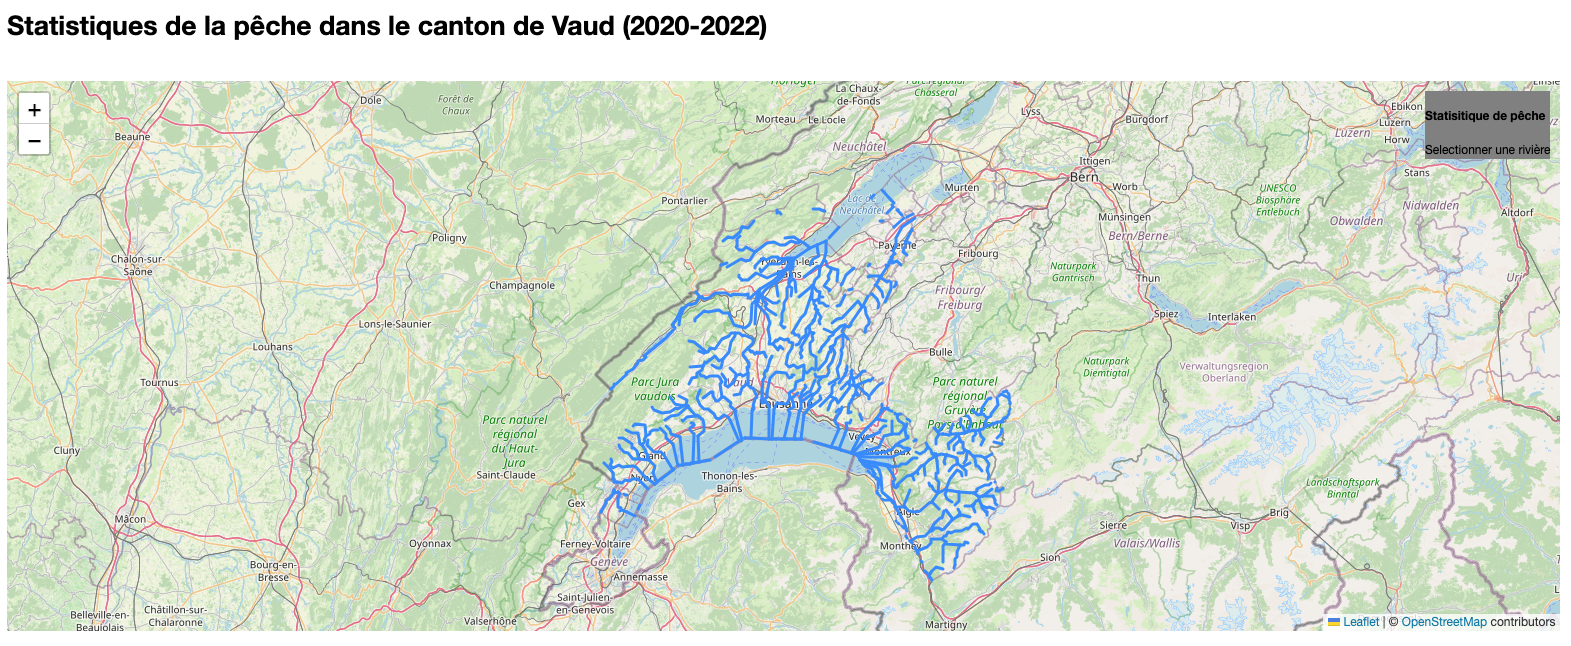 Statistiques de la pêche dans le canton de Vaud (2020-2022)
+
−
Statisitique de pêche
Selectionner une rivière
Dole
Forêt de
Chaux
Beaune
La Chaux-
de-Fonds
Morteau
Le Locle
Parc régional
Chasseral
Lyss
Burgdorf
Ebikon
Luzern
Luzern
Horw
Stans
Neuchâtel
Ittigen
Bern
Worb
Murten
Pontarlier
Lac de
Neuchâtel
UNESCO
Biosphäre
Entlebuch
Nidwalden
Obwalden
Altdorf
Münsingen
Bern/Berne
Poligny
Payerne
Fribourg
Chalon-sur-
Saône
Champagnole
Yverdon-les-
Bains
Naturpark
Gantrisch
Thun
Uri
Fribourg/
Freiburg
Spiez
Interlaken
Lons-le-Saunier
Louhans
Bulle
Naturpark
Diemtigtal
Verwaltungsregion
Oberland
Tournus
Parc Jura
vaudois
Vaud
Parc naturel
régional
Gruyère
Pays-d'Enhaut
Lausanne
Parc naturel
régional
du Haut-
Jura
Vevey
Montreux
Cluny
Gland
Saint-Claude
Nyon
Thonon-les-
Bains
Landschaftspark
Binntal
Gex
Aigle
Mâcon
Brig
Sierre
Visp
Oyonnax
Ferney-Voltaire
Genève
Monthey
Valais/Wallis
Sion
Bourg-en-
Bresse
Annemasse
Saint-Julien-
en-Genevois
Belleville-en-
Beaujolais
Châtillon-sur-
Chalaronne
Valserhône
Martigny
Leaflet | © OpenStreetMap contributors